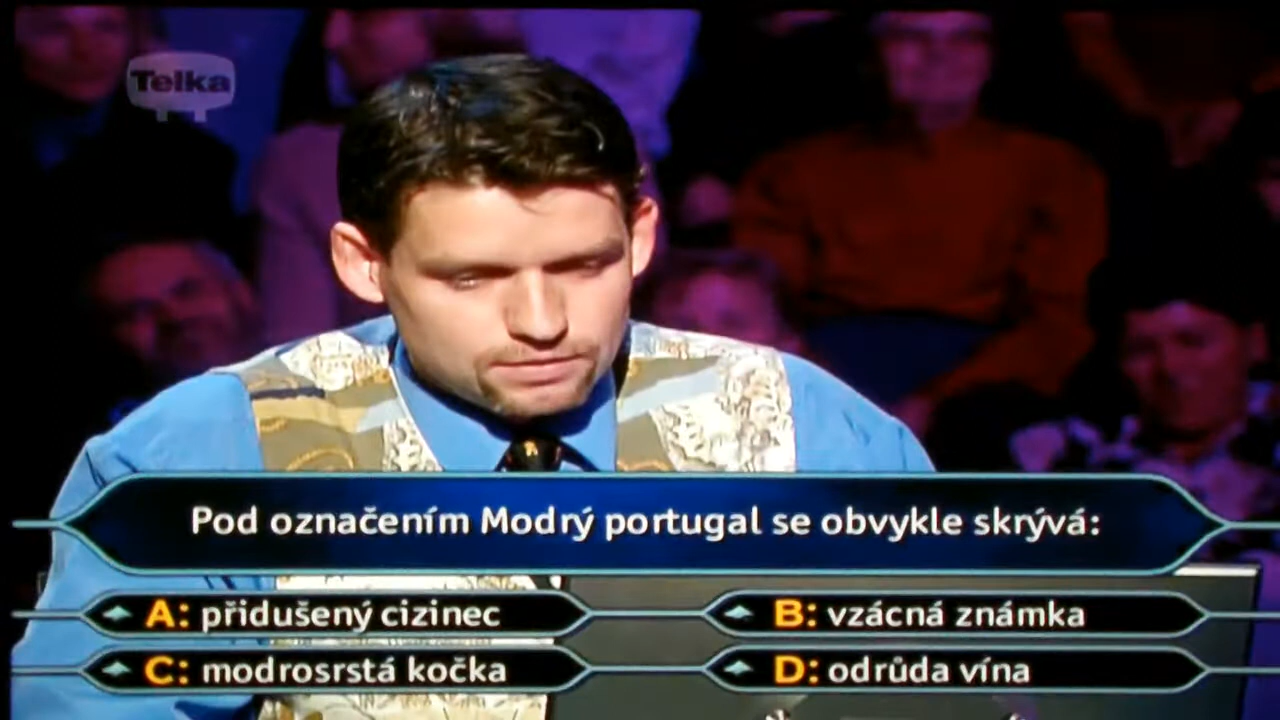 Telka
Pod označením Modrý portugal se obvykle skrývá:
A: přidušený cizinec
B: vzácná známka
C: modrosrstá kočka
D: odrůda vína